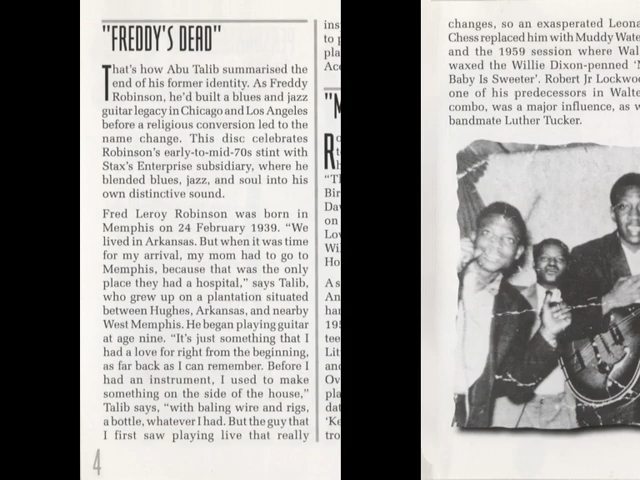 "FREDDY'S DEAD"
That's how Abu Talib summarised the
end of his former identity. As Freddy
Robinson, he'd built a blues and jazz
guitar legacy in Chicago and Los Angeles
before a religious conversion led to the
name change. This disc celebrates
Robinson's early-to-mid-70s stint with
Stax's Enterprise subsidiary, where he
blended blues, jazz, and soul into his
own distinctive sound.
Fred Leroy Robinson was born in
Memphis on 24 February 1939. "We
lived in Arkansas. But when it was time
for my arrival, my mom had to go to
Memphis, because that was the only
place they had a hospital," says Talib,
who grew up on a plantation situated
between Hughes, Arkansas, and nearby
West Memphis. He began playing guitar
at age nine. "It's just something that I
had a love for right from the beginning,
as far back as I can remember. Before I
had an instrument, I used to make
something on the side of the house,"
Talib says, "with baling wire and rigs,
a bottle, whatever I had. But the guy that
I first saw playing live that really
4
changes, so an exasperated
Chess replaced him with Muddy
and the 1959 session where
waxed the Willie Dixon-penned
Baby Is Sweeter'. Robert Jr
one of his predecessors in
combo, was a major influence, as
bandmate Luther Tucker.